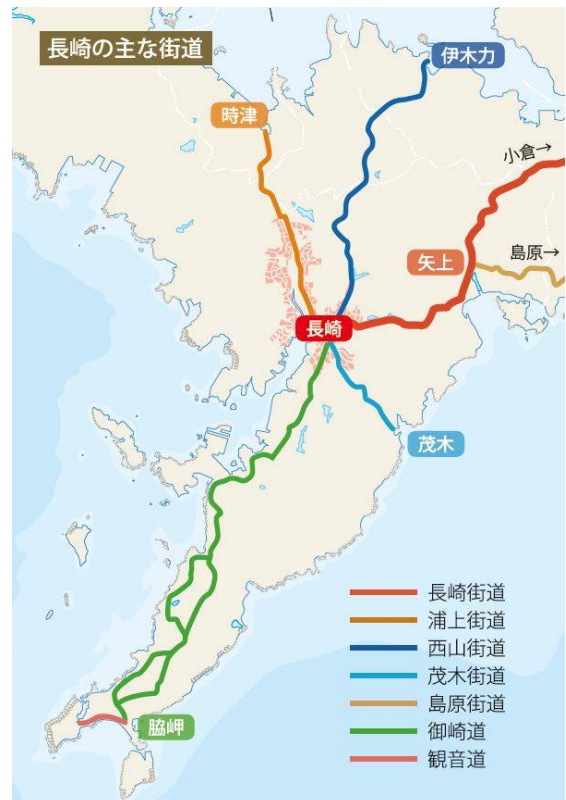 長崎の主な街道
伊木力
時津
小倉→
島原→
矢上
長崎
茂木
脇岬
長崎街道
浦上街道
西山街道
茂木街道
島原街道
御崎道
観音道